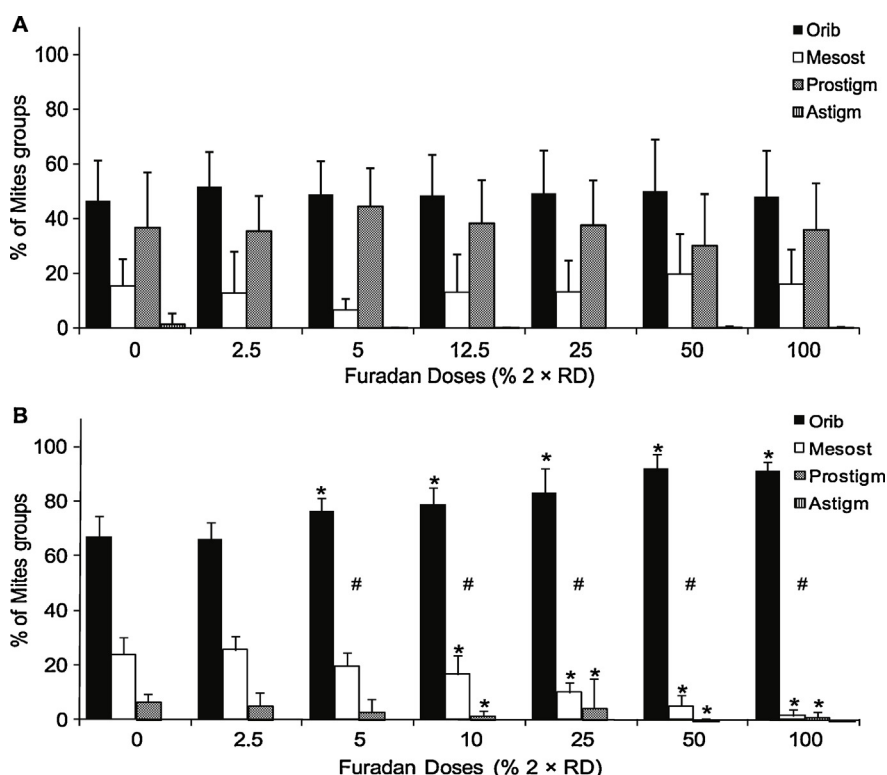 A
100
80
60
40
20
0
% of Mites groups
Orib
Mesost
Prostigm
Astigm
0 2.5 5 12.5 25 50 100
Furadan Doses (% 2 × RD)
B
100
80
60
40
20
0
% of Mites groups
Orib
Mesost
Prostigm
Astigm
* * * * *
# # # # #
* * * *
* * * *
0 2.5 5 10 25 50 100
Furadan Doses (% 2 × RD)